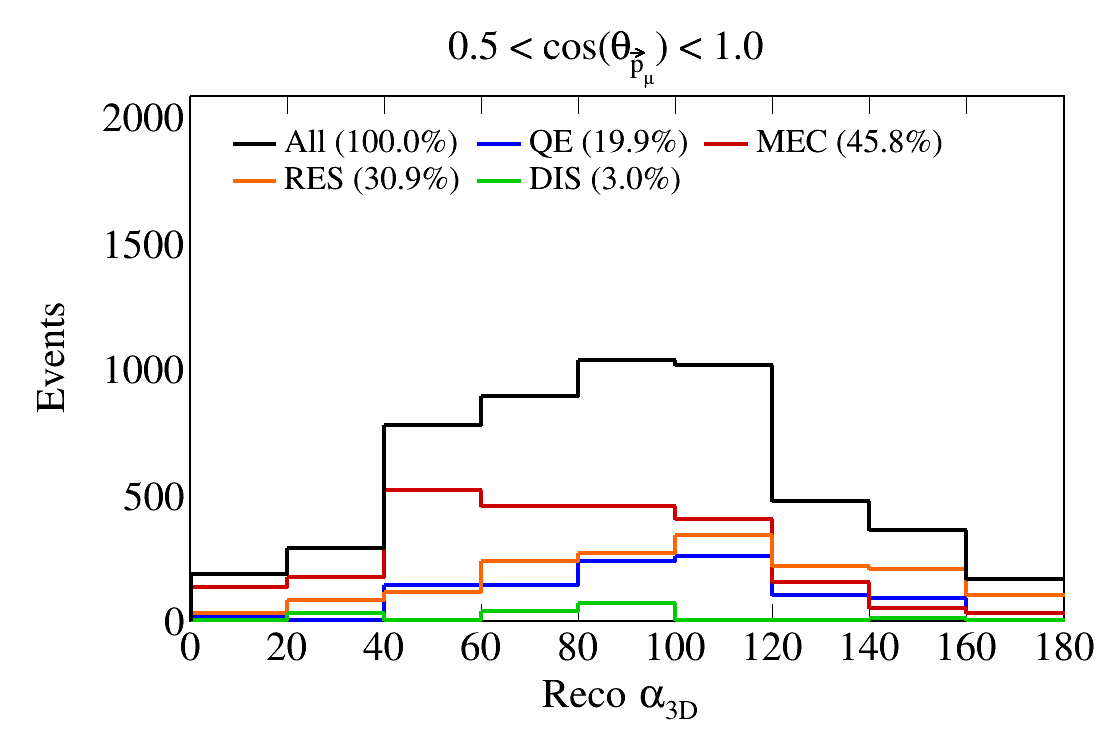 0.5 < cos(θ_p⃗_μ) < 1.0
All (100.0%) QE (19.9%) MEC (45.8%)
RES (30.9%) DIS (3.0%)
2000
1500
1000
500
0
Events
0 20 40 60 80 100 120 140 160 180
Reco α_3D